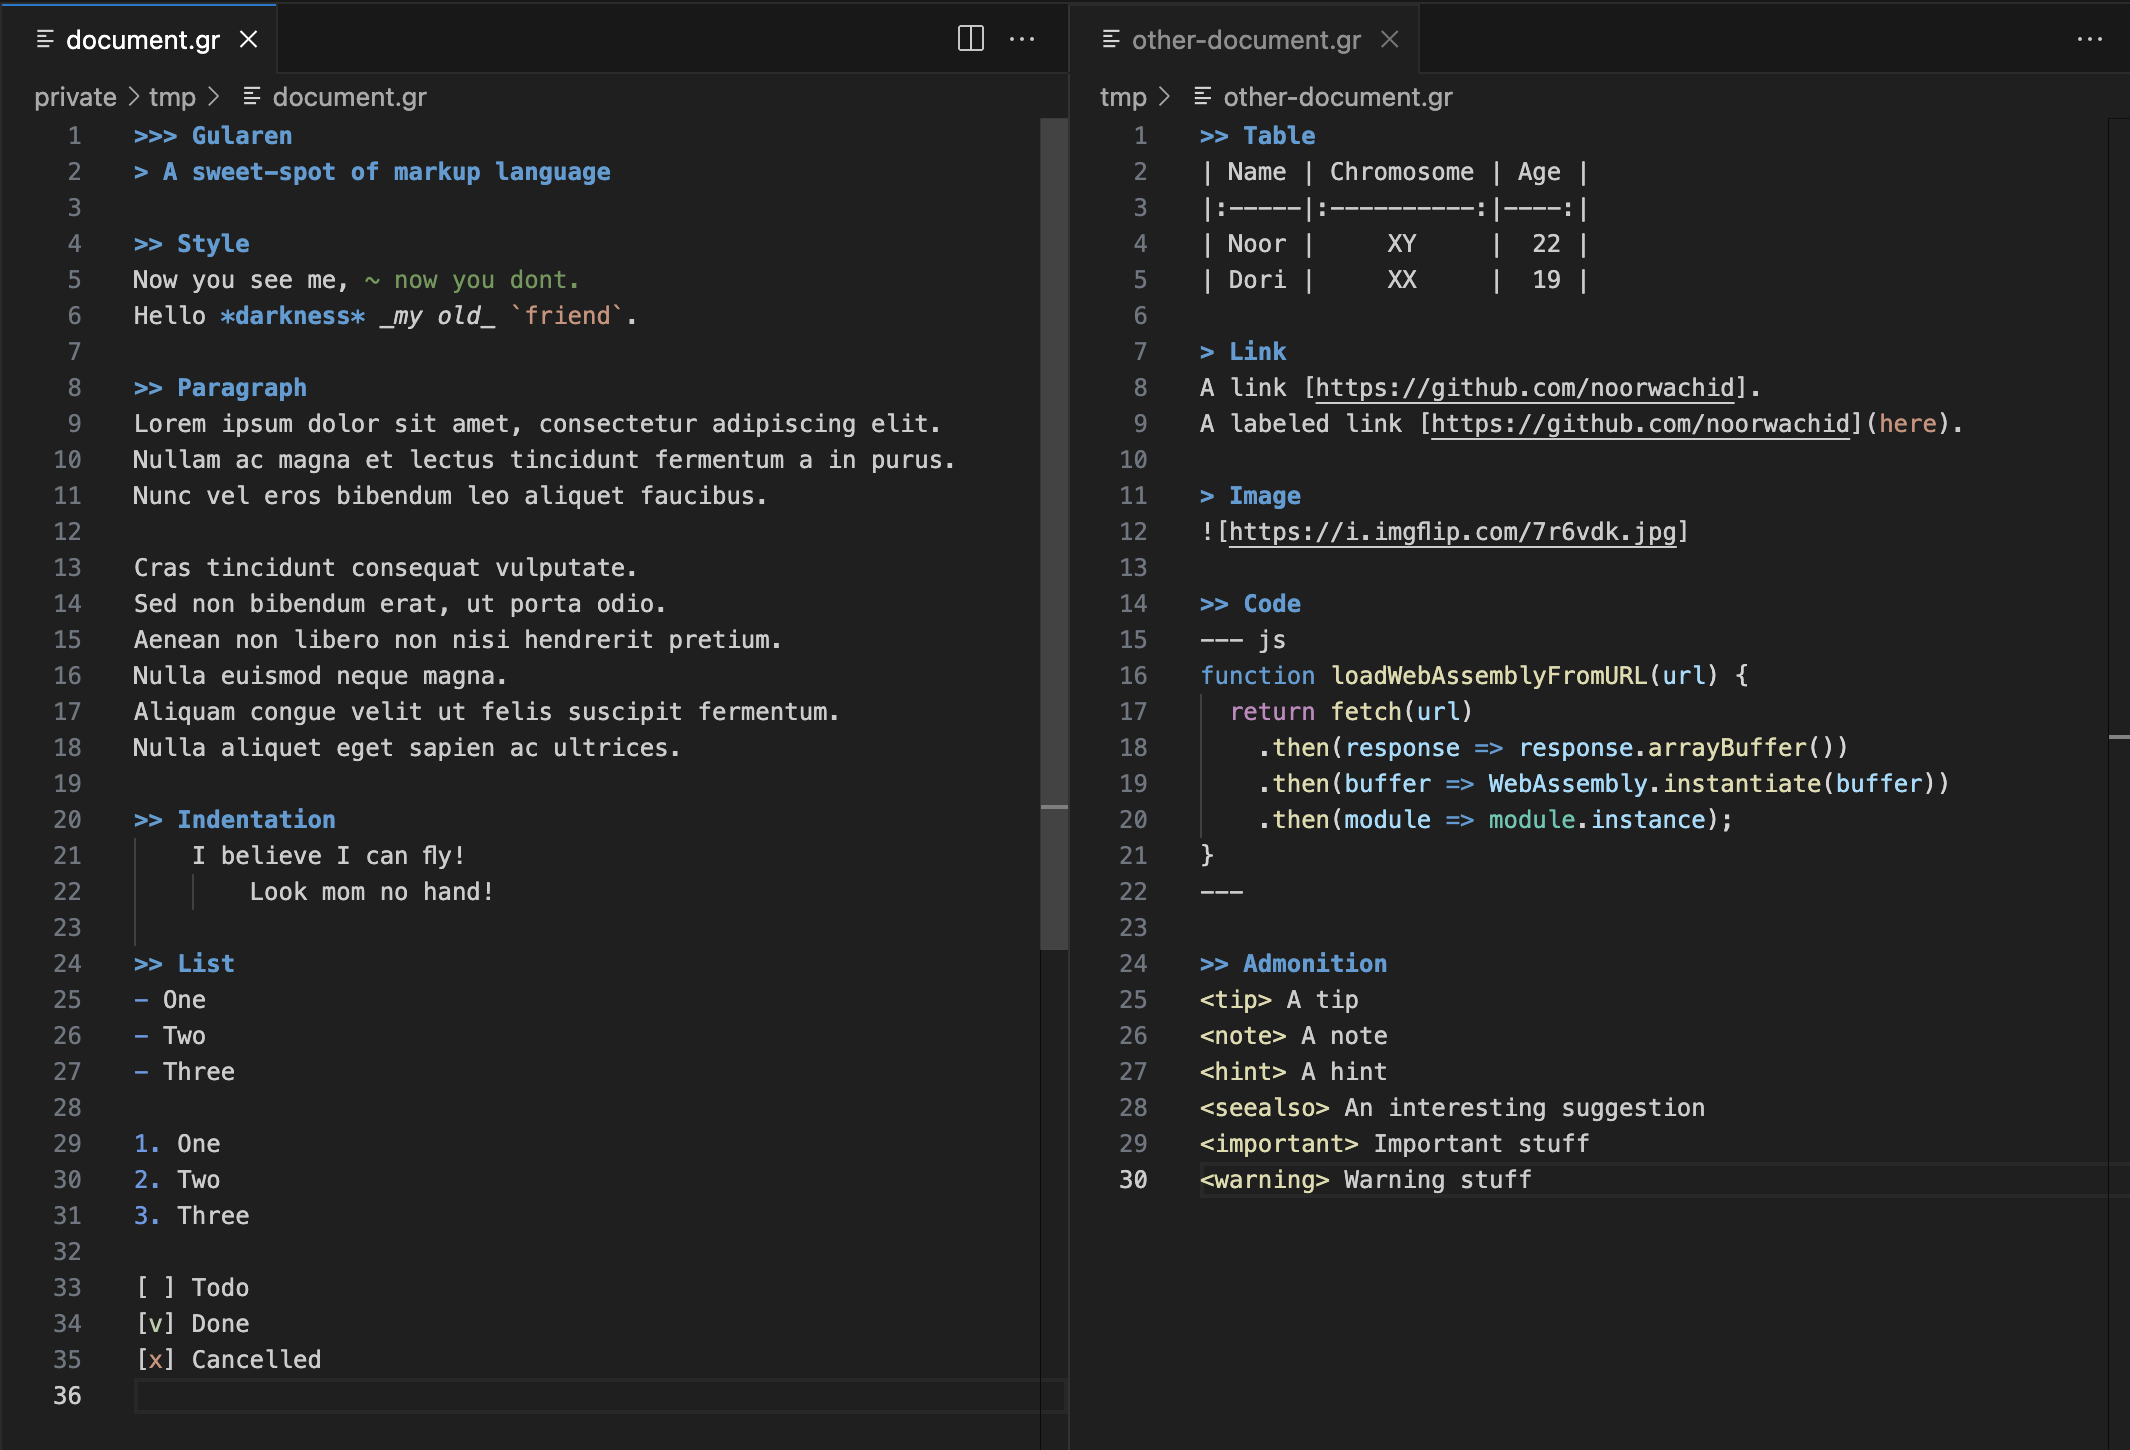 document.gr
private > tmp > document.gr
1 >>> Gularen
2 > A sweet-spot of markup language
3
4 >> Style
5 Now you see me, ~ now you dont.
6 Hello *darkness* _my old_ `friend`.
7
8 >> Paragraph
9 Lorem ipsum dolor sit amet, consectetur adipiscing elit.
10 Nullam ac magna et lectus tincidunt fermentum a in purus.
11 Nunc vel eros bibendum leo aliquet faucibus.
12
13 Cras tincidunt consequat vulputate.
14 Sed non bibendum erat, ut porta odio.
15 Aenean non libero non nisi hendrerit pretium.
16 Nulla euismod neque magna.
17 Aliquam congue velit ut felis suscipit fermentum.
18 Nulla aliquet eget sapien ac ultrices.
19
20 >> Indentation
21     I believe I can fly!
22         Look mom no hand!
23
24 >> List
25 - One
26 - Two
27 - Three
28
29 1. One
30 2. Two
31 3. Three
32
33 [ ] Todo
34 [v] Done
35 [x] Cancelled
36
other-document.gr
tmp > other-document.gr
1 >> Table
2 | Name | Chromosome | Age |
3 |:-----|:----------:|----:|
4 | Noor |     XY     |  22 |
5 | Dori |     XX     |  19 |
6
7 > Link
8 A link [https://github.com/noorwachid].
9 A labeled link [https://github.com/noorwachid](here).
10
11 > Image
12 ![https://i.imgflip.com/7r6vdk.jpg]
13
14 >> Code
15 --- js
16 function loadWebAssemblyFromURL(url) {
17   return fetch(url)
18     .then(response => response.arrayBuffer())
19     .then(buffer => WebAssembly.instantiate(buffer))
20     .then(module => module.instance);
21 }
22 ---
23
24 >> Admonition
25 <tip> A tip
26 <note> A note
27 <hint> A hint
28 <seealso> An interesting suggestion
29 <important> Important stuff
30 <warning> Warning stuff